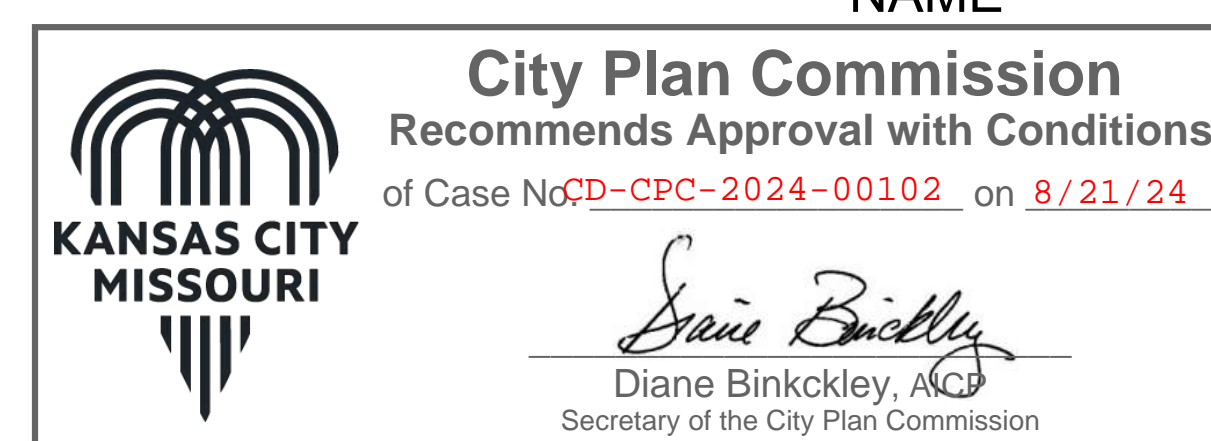 NAME
City Plan Commission
Recommends Approval with Conditions
of Case No. CD-CPC-2024-00102 on 8/21/24
KANSAS CITY
MISSOURI
Diane Binckley
Diane Binkckley, AICP
Secretary of the City Plan Commission